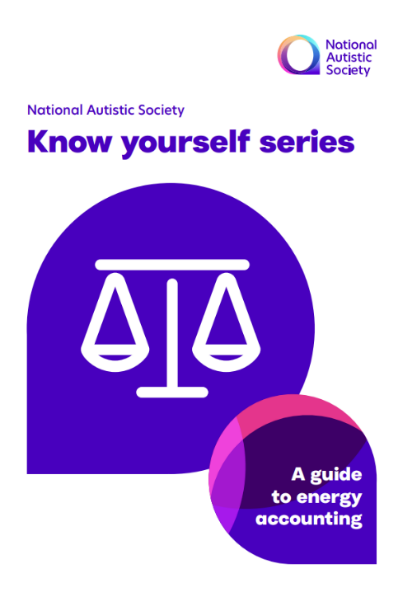 National
Autistic
Society
National Autistic Society
Know yourself series
A guide
to energy
accounting